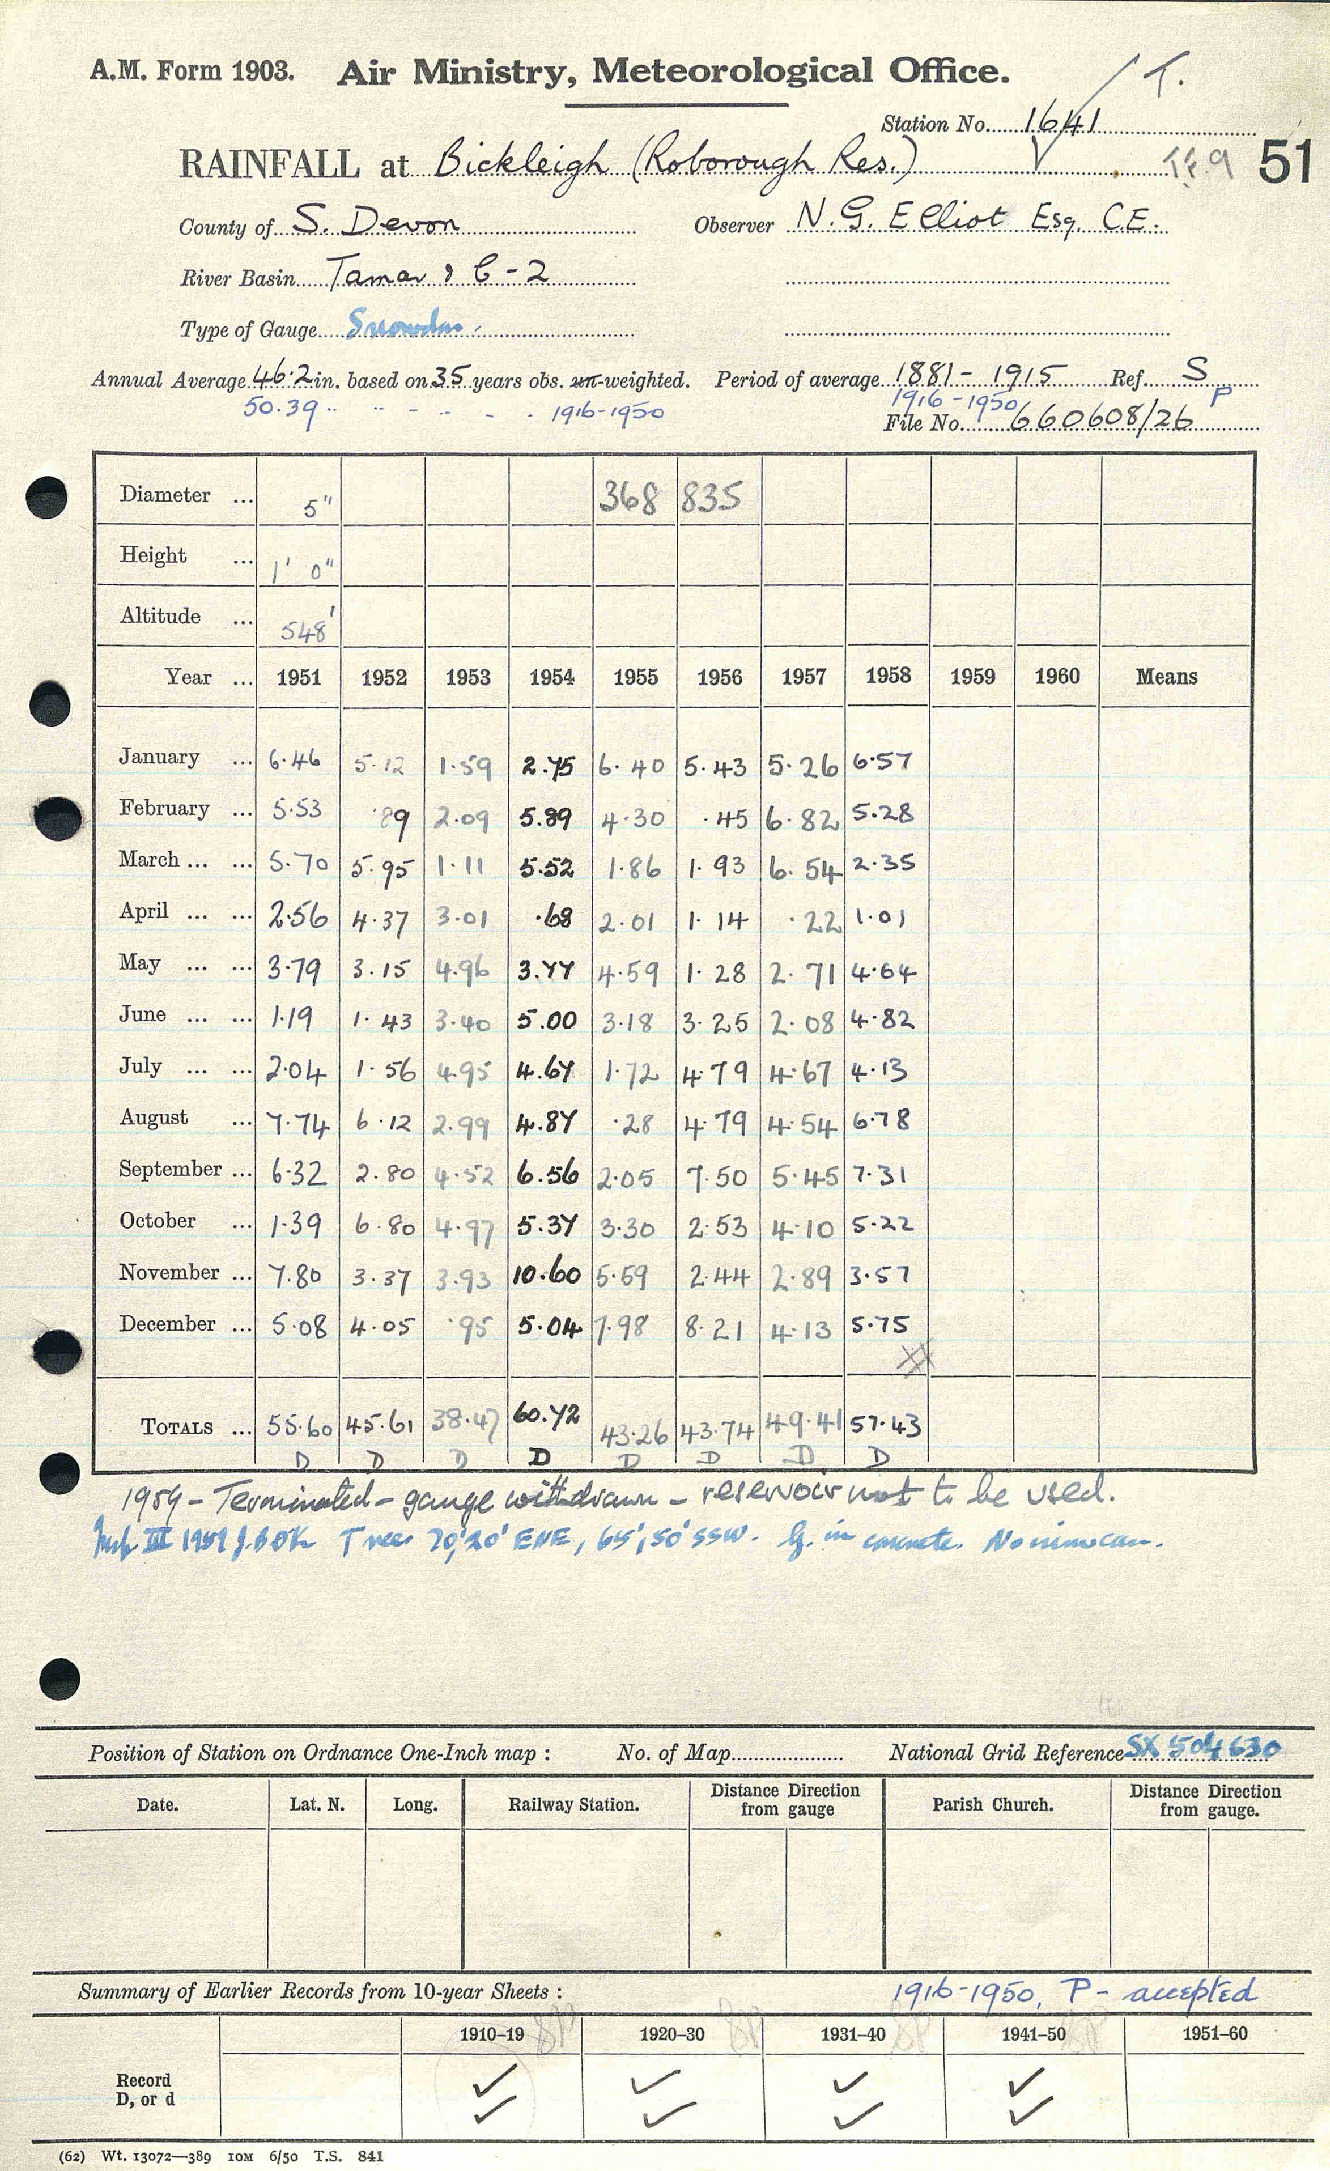 A.M. Form 1903. Air Ministry, Meteorological Office.
T.
Station No. 1641
RAINFALL at Bickleigh (Roborough Res.) T.F.9 51
County of S. Devon Observer N. G. Elliot Esq. C.E.
River Basin Tamar & C-2
Type of Gauge Snowdon
Annual Average 46.2 in. based on 35 years obs. un-weighted. Period of average 1881-1915 Ref. S
50.39 " " - - - - 1916-1950 1916-1950 P
File No. 660608/26
Diameter ... 5" 368 835
Height ... 1' 0"
Altitude ... 548'
Year ... 1951 1952 1953 1954 1955 1956 1957 1958 1959 1960 Means
January ... 6.46 5.12 1.59 2.75 6.40 5.43 5.26 6.57
February ... 5.53 .89 2.09 5.89 4.30 .45 6.82 5.28
March ... ... 5.70 5.95 1.11 5.52 1.86 1.93 6.54 2.35
April ... ... 2.56 4.37 3.01 .68 2.01 1.14 .22 1.01
May ... ... 3.79 3.15 4.96 3.77 4.59 1.28 2.71 4.64
June ... ... 1.19 1.43 3.40 5.00 3.18 3.25 2.08 4.82
July ... ... 2.04 1.56 4.95 4.67 1.72 4.79 4.67 4.13
August ... 7.74 6.12 2.99 4.87 .28 4.79 4.54 6.78
September ... 6.32 2.80 4.52 6.56 2.05 7.50 5.45 7.31
October ... 1.39 6.80 4.97 5.37 3.30 2.53 4.10 5.22
November ... 7.80 3.37 3.93 10.60 5.59 2.44 2.89 3.57
December ... 5.08 4.05 .95 5.04 7.98 8.21 4.13 5.75
TOTALS ... 55.60 45.61 38.47 60.72 43.26 43.74 49.41 57.43
D D D D D D D D
1959 - Terminated - gauge withdrawn - reservoir not to be used.
III 1951 Trees 70', 20' ENE, 65', 50' SSW. G. in concrete. No
Position of Station on Ordnance One-Inch map : No. of Map National Grid Reference SX 504 630
Date. Lat. N. Long. Railway Station. Distance from gauge Direction Parish Church. Distance from gauge. Direction
Summary of Earlier Records from 10-year Sheets : 1916-1950, P - accepted
1910–19 1920–30 1931–40 1941–50 1951–60
Record ✓ ✓ ✓ ✓
D, or d ✓ ✓ ✓ ✓
(62) Wt. 13072—389 10M 6/50 T.S. 841